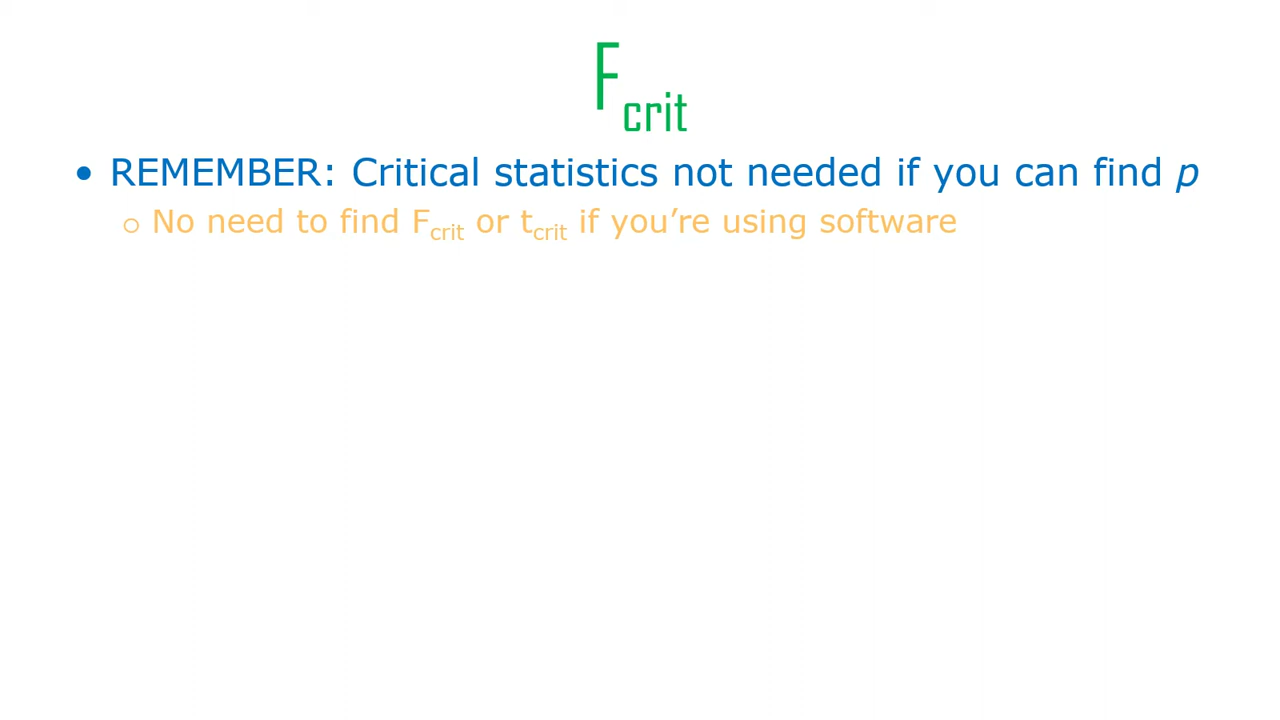 Fcrit
• REMEMBER: Critical statistics not needed if you can find p
o No need to find Fcrit or tcrit if you’re using software